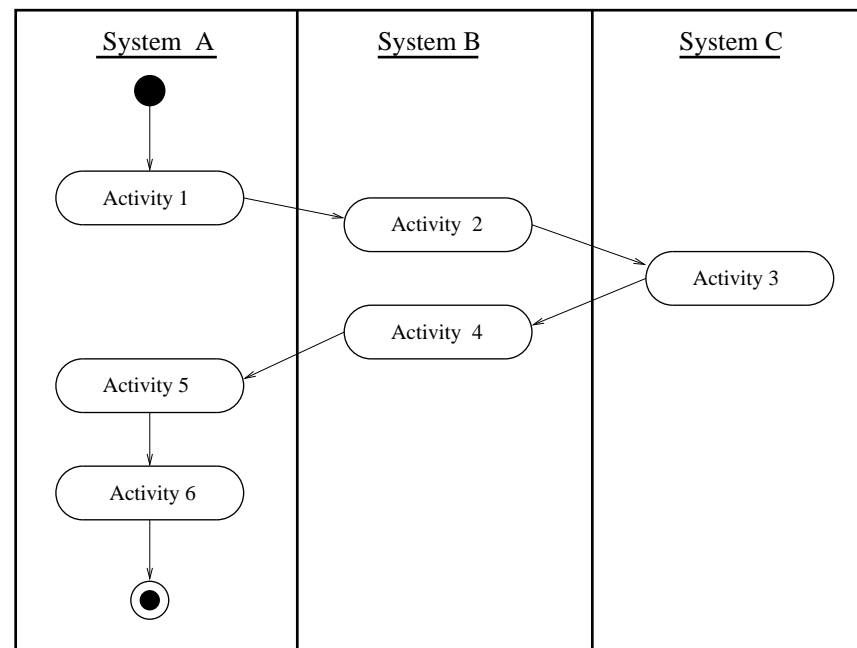 System A
System B
System C
Activity 1
Activity 2
Activity 3
Activity 4
Activity 5
Activity 6